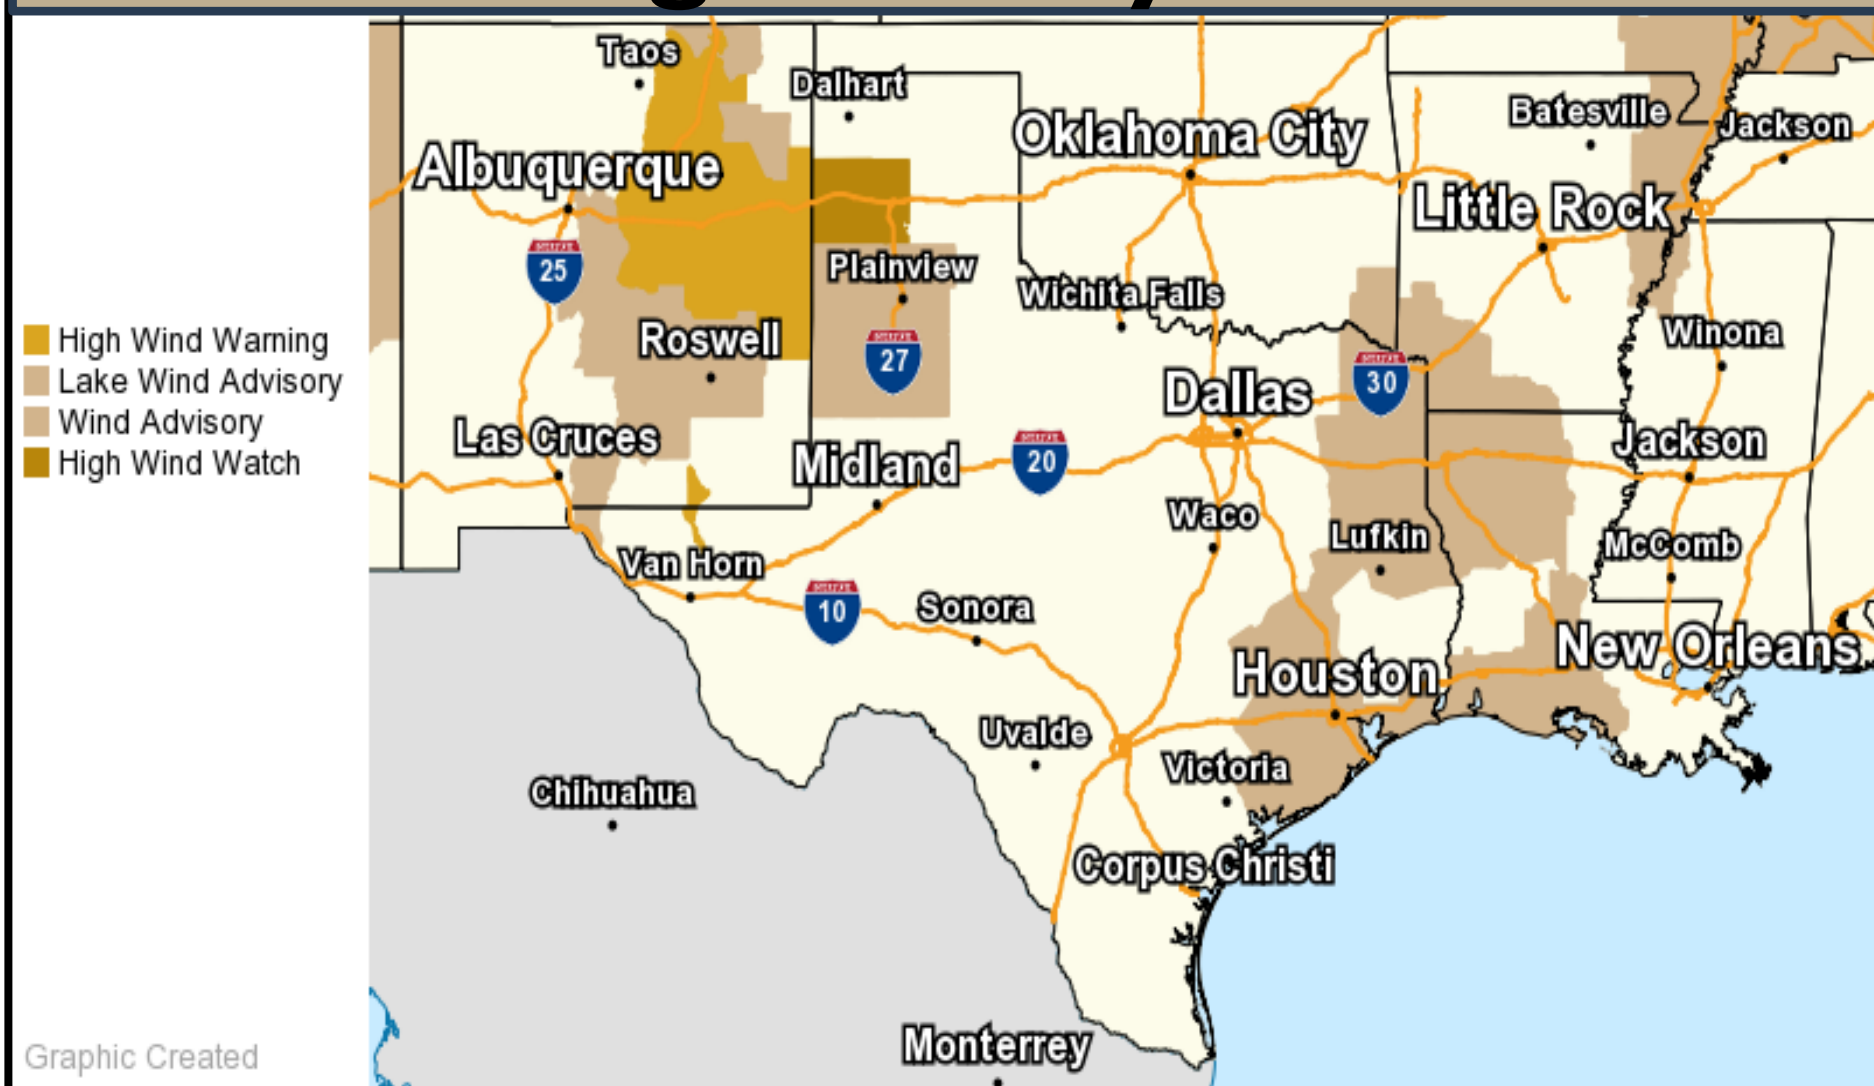 High Wind Warning
Lake Wind Advisory
Wind Advisory
High Wind Watch
Graphic Created
Taos
Dalhart
Oklahoma City
Batesville
Jackson
Albuquerque
Little Rock
25
Plainview
Wichita Falls
Roswell
27
Winona
30
Dallas
Las Cruces
Midland
20
Jackson
Waco
Lufkin
McComb
Van Horn
10
Sonora
New Orleans
Houston
Uvalde
Victoria
Chihuahua
Corpus Christi
Monterrey